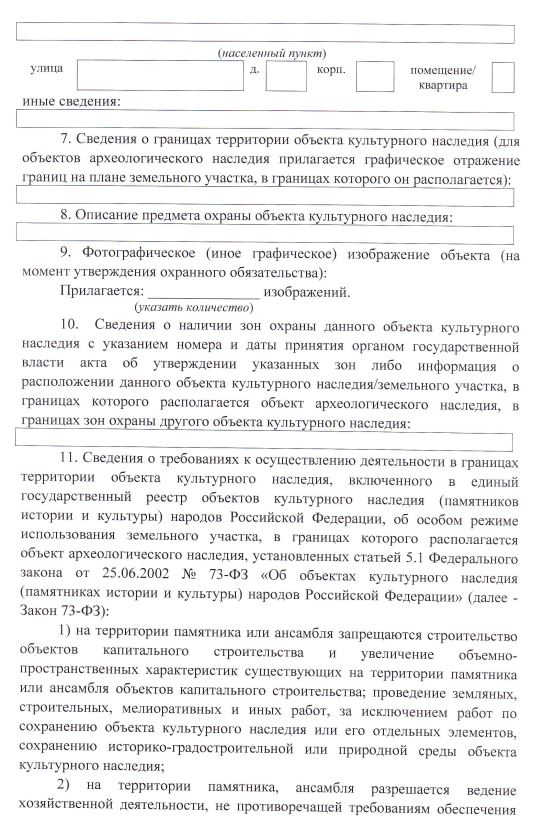 (населенный пункт)
улица д. корп. помещение/
квартира
иные сведения:
7. Сведения о границах территории объекта культурного наследия (для
объектов археологического наследия прилагается графическое отражение
границ на плане земельного участка, в границах которого он располагается):
8. Описание предмета охраны объекта культурного наследия:
9. Фотографическое (иное графическое) изображение объекта (на
момент утверждения охранного обязательства):
Прилагается: _______________ изображений.
(указать количество)
10. Сведения о наличии зон охраны данного объекта культурного
наследия с указанием номера и даты принятия органом государственной
власти акта об утверждении указанных зон либо информация о
расположении данного объекта культурного наследия/земельного участка, в
границах которого располагается объект археологического наследия, в
границах зон охраны другого объекта культурного наследия:
11. Сведения о требованиях к осуществлению деятельности в границах
территории объекта культурного наследия, включенного в единый
государственный реестр объектов культурного наследия (памятников
истории и культуры) народов Российской Федерации, об особом режиме
использования земельного участка, в границах которого располагается
объект археологического наследия, установленных статьей 5.1 Федерального
закона от 25.06.2002 № 73-ФЗ «Об объектах культурного наследия
(памятниках истории и культуры) народов Российской Федерации» (далее -
Закон 73-ФЗ):
1) на территории памятника или ансамбля запрещаются строительство
объектов капитального строительства и увеличение объемно-
пространственных характеристик существующих на территории памятника
или ансамбля объектов капитального строительства; проведение земляных,
строительных, мелиоративных и иных работ, за исключением работ по
сохранению объекта культурного наследия или его отдельных элементов,
сохранению историко-градостроительной или природной среды объекта
культурного наследия;
2) на территории памятника, ансамбля разрешается ведение
хозяйственной деятельности, не противоречащей требованиям обеспечения